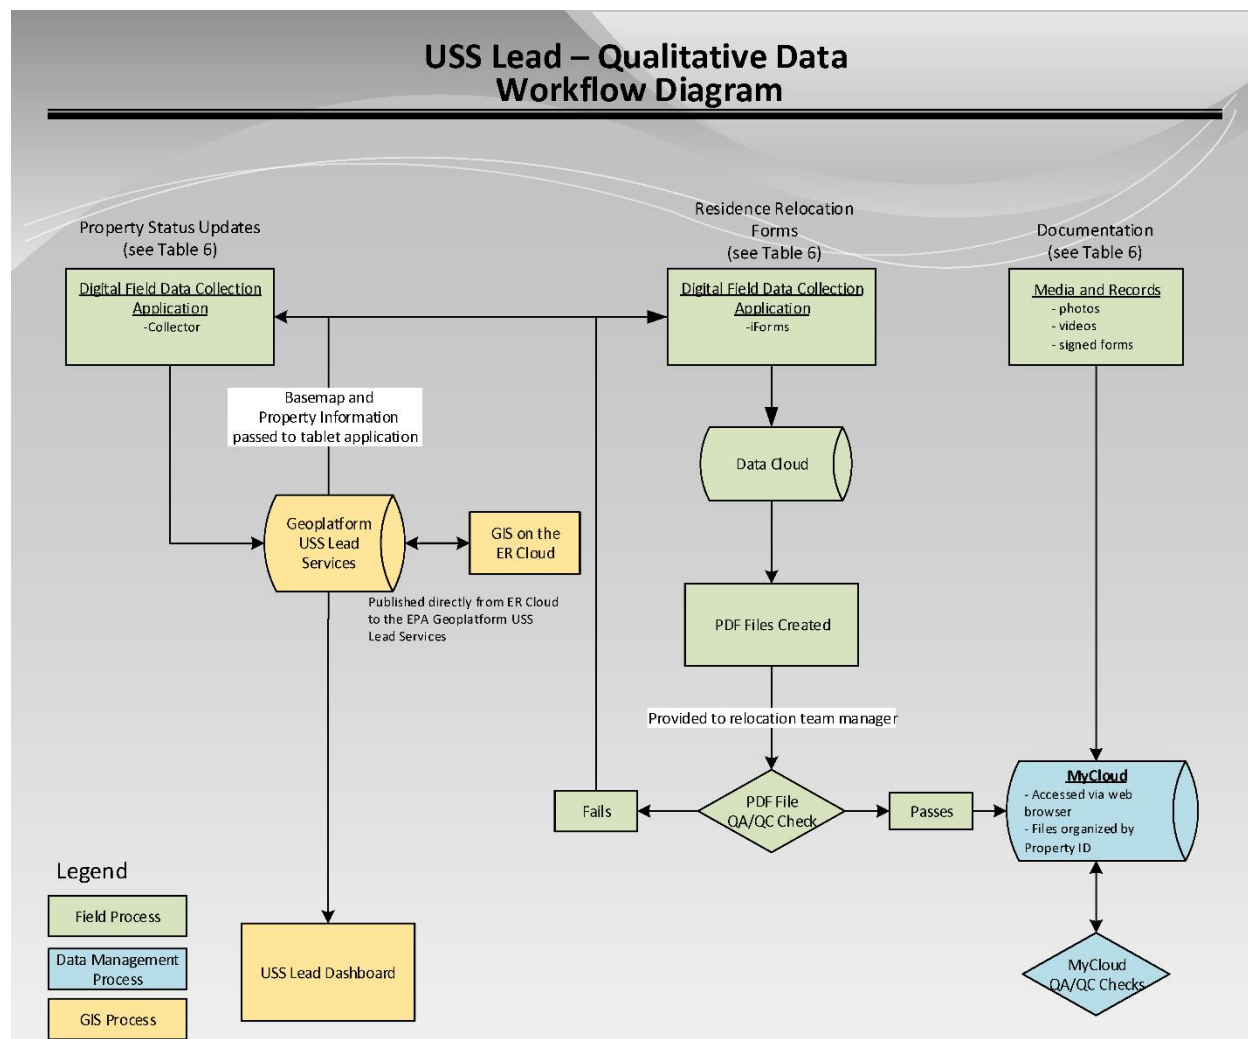 USS Lead – Qualitative Data
Workflow Diagram
Property Status Updates
(see Table 6)
Residence Relocation
Forms
(see Table 6)
Documentation
(see Table 6)
Digital Field Data Collection
Application
-Collector
Digital Field Data Collection
Application
-iForms
Media and Records
- photos
- videos
- signed forms
Basemap and
Property Information
passed to tablet application
Data Cloud
Geoplatform
USS Lead
Services
GIS on the
ER Cloud
Published directly from ER Cloud
to the EPA Geoplatform USS
Lead Services
PDF Files Created
Provided to relocation team manager
Fails
PDF File
QA/QC Check
Passes
MyCloud
- Accessed via web
browser
- Files organized by
Property ID
Legend
Field Process
Data Management
Process
GIS Process
USS Lead Dashboard
MyCloud
QA/QC Checks